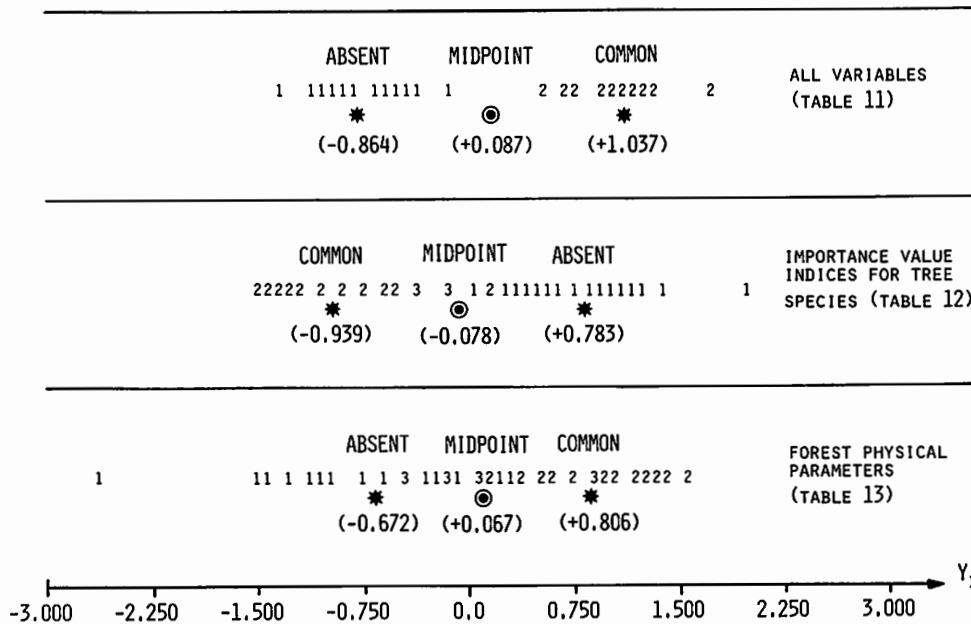 ABSENT MIDPOINT COMMON
1 11111 11111 1 2 22 222222 2
(-0.864) (+0.087) (+1.037)
ALL VARIABLES
(TABLE 11)
COMMON MIDPOINT ABSENT
22222 2 2 2 22 3 3 1 2 111111 1 111111 1 1
(-0.939) (-0.078) (+0.783)
IMPORTANCE VALUE
INDICES FOR TREE
SPECIES (TABLE 12)
ABSENT MIDPOINT COMMON
1 11 1 111 1 1 3 1131 32112 22 2 322 2222 2
(-0.672) (+0.067) (+0.806)
FOREST PHYSICAL
PARAMETERS
(TABLE 13)
-3.000 -2.250 -1.500 -0.750 0.0 0.750 1.500 2.250 3.000